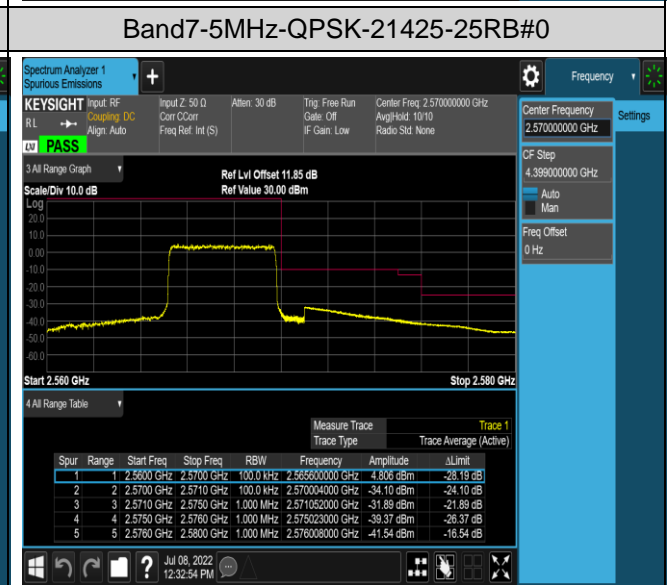 Band7-5MHz-QPSK-21425-25RB#0
Spectrum Analyzer 1
Spurious Emissions
+
Frequency
KEYSIGHT
RL
Input: RF
Coupling: DC
Align: Auto
Input Z: 50 Ω
Corr CCorr
Freq Ref: Int (S)
Atten: 30 dB
Trig: Free Run
Gate: Off
IF Gain: Low
Center Freq: 2.570000000 GHz
Avg|Hold: 10/10
Radio Std: None
LXI PASS
Center Frequency
2.570000000 GHz
Settings
CF Step
4.399000000 GHz
Auto
Man
Freq Offset
0 Hz
3 All Range Graph
Ref Lvl Offset 11.85 dB
Scale/Div 10.0 dB Ref Value 30.00 dBm
Log
20.0
10.0
0.00
-10.0
-20.0
-30.0
-40.0
-50.0
-60.0
Start 2.560 GHz Stop 2.580 GHz
4 All Range Table
Measure Trace Trace 1
Trace Type Trace Average (Active)
Spur Range Start Freq Stop Freq RBW Frequency Amplitude ΔLimit
1 1 2.5600 GHz 2.5700 GHz 100.0 kHz 2.565600000 GHz 4.806 dBm -28.19 dB
2 2 2.5700 GHz 2.5710 GHz 100.0 kHz 2.570004000 GHz -34.10 dBm -24.10 dB
3 3 2.5710 GHz 2.5750 GHz 1.000 MHz 2.571052000 GHz -31.89 dBm -21.89 dB
4 4 2.5750 GHz 2.5760 GHz 1.000 MHz 2.575023000 GHz -39.37 dBm -26.37 dB
5 5 2.5760 GHz 2.5800 GHz 1.000 MHz 2.576008000 GHz -41.54 dBm -16.54 dB
?
Jul 08, 2022
12:32:54 PM